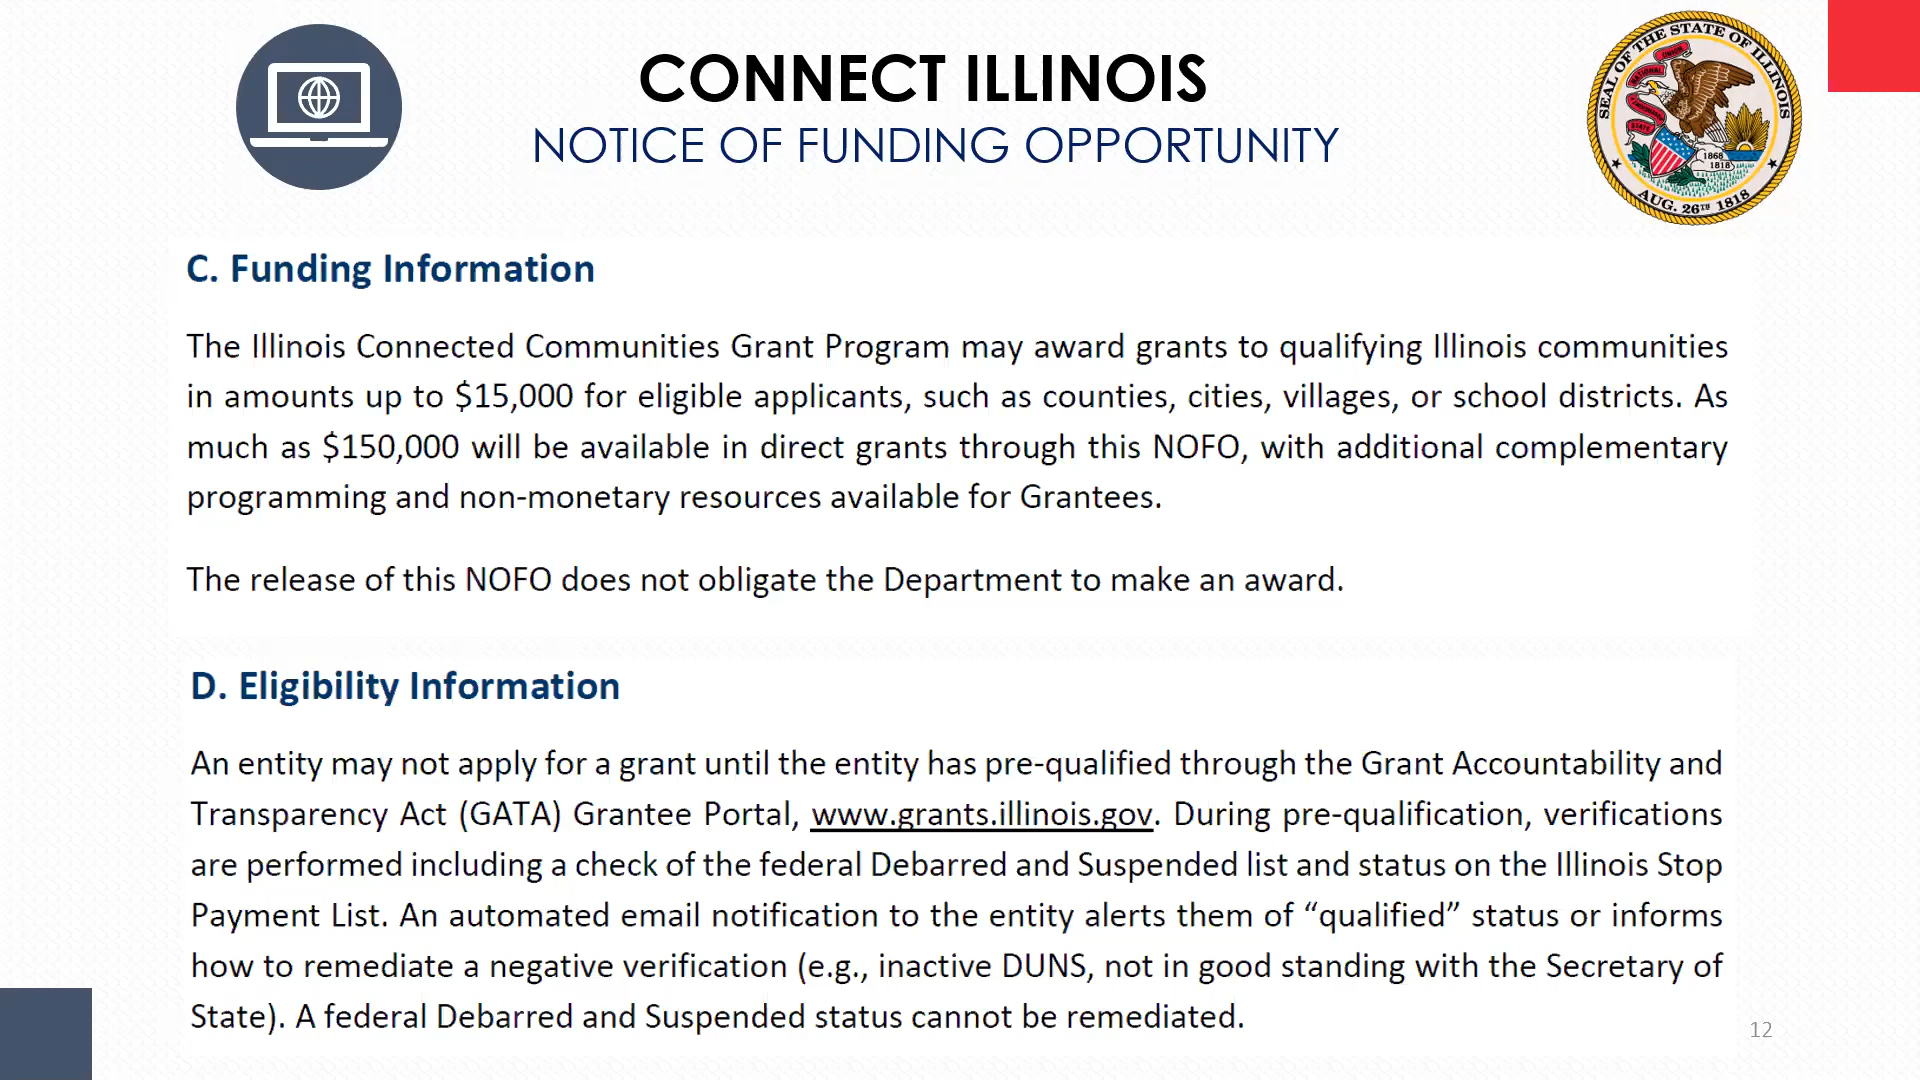 CONNECT ILLINOIS
NOTICE OF FUNDING OPPORTUNITY
SEAL OF THE STATE OF ILLINOIS
NATIONAL UNION
STATE
1868
1818
AUG. 26TH 1818
C. Funding Information
The Illinois Connected Communities Grant Program may award grants to qualifying Illinois communities
in amounts up to $15,000 for eligible applicants, such as counties, cities, villages, or school districts. As
much as $150,000 will be available in direct grants through this NOFO, with additional complementary
programming and non-monetary resources available for Grantees.
The release of this NOFO does not obligate the Department to make an award.
D. Eligibility Information
An entity may not apply for a grant until the entity has pre-qualified through the Grant Accountability and
Transparency Act (GATA) Grantee Portal, www.grants.illinois.gov. During pre-qualification, verifications
are performed including a check of the federal Debarred and Suspended list and status on the Illinois Stop
Payment List. An automated email notification to the entity alerts them of “qualified” status or informs
how to remediate a negative verification (e.g., inactive DUNS, not in good standing with the Secretary of
State). A federal Debarred and Suspended status cannot be remediated.
12